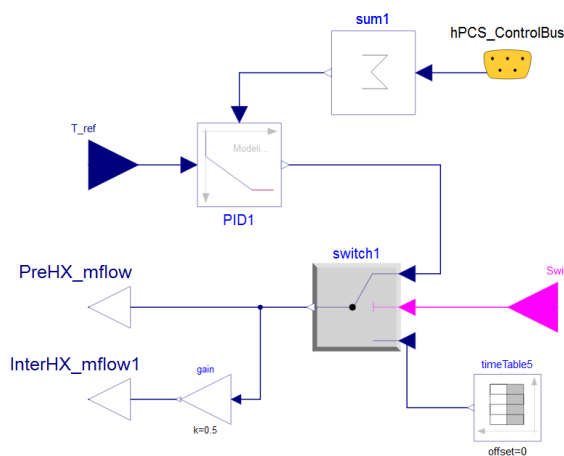 sum1
hPCS_ControlBus
T_ref
Modeli...
PID1
switch1
PreHX_mflow
Swi
InterHX_mflow1
gain
timeTable5
k=0.5
offset=0